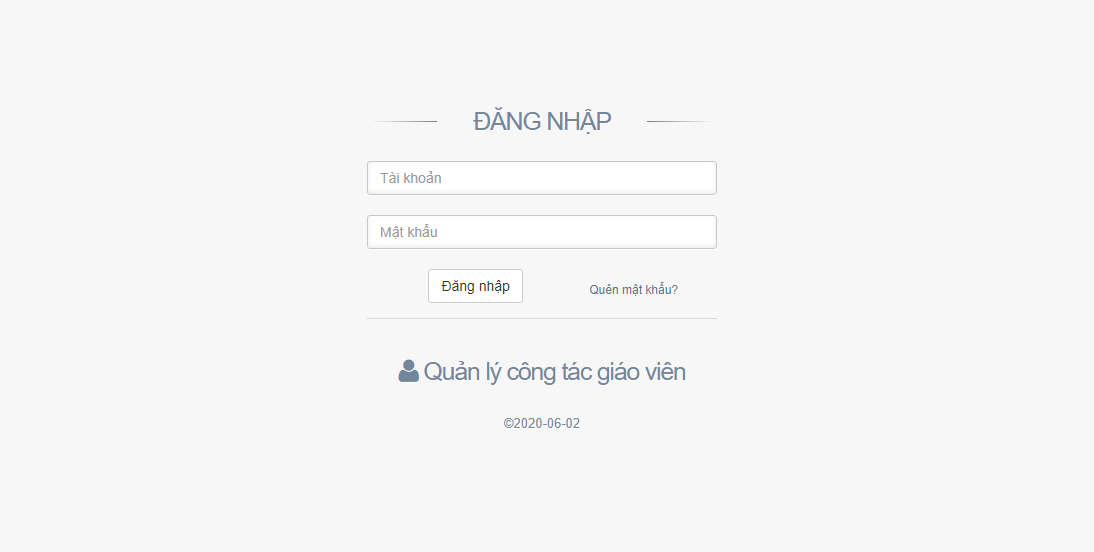 ĐĂNG NHẬP
Tài khoản
Mật khẩu
Đăng nhập Quên mật khẩu?
Quản lý công tác giáo viên
©2020-06-02